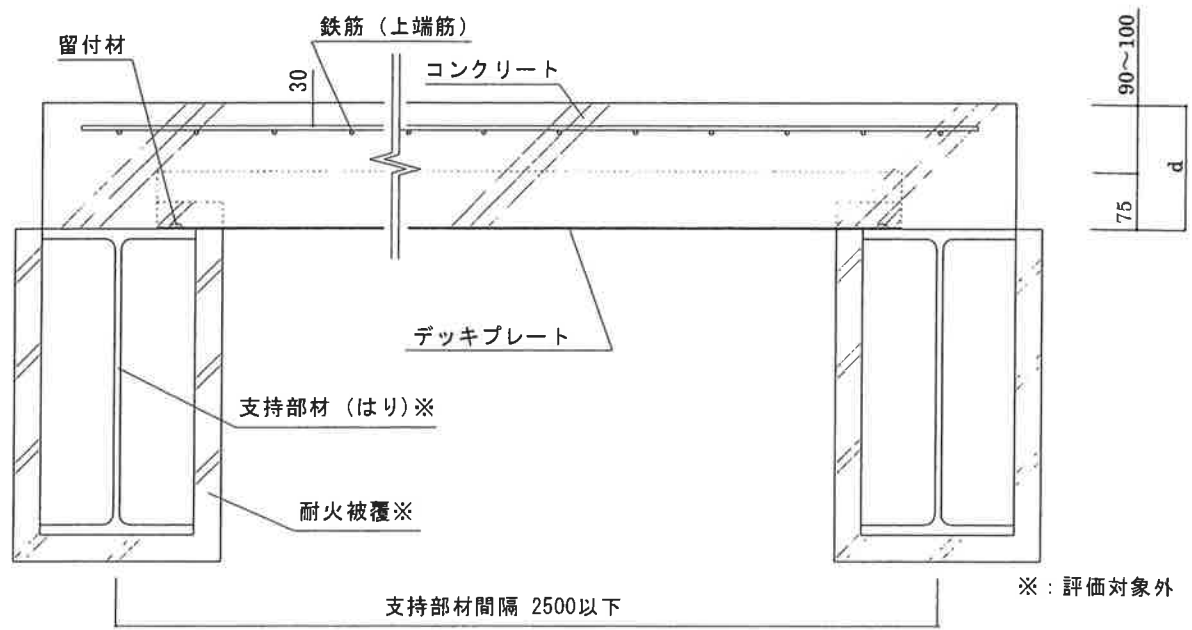 鉄筋（上端筋）
留付材
コンクリート
30
90～100
d
75
デッキプレート
支持部材（はり）※
耐火被覆※
※：評価対象外
支持部材間隔 2500以下